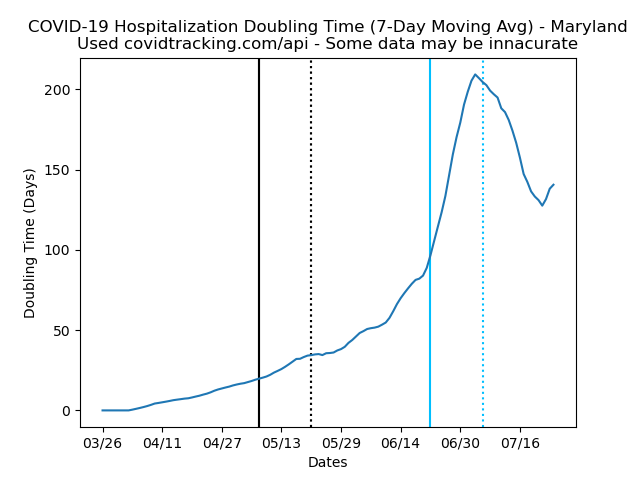 COVID-19 Hospitalization Doubling Time (7-Day Moving Avg) - Maryland
Used covidtracking.com/api - Some data may be innacurate
200
150
100
50
0
Doubling Time (Days)
03/26 04/11 04/27 05/13 05/29 06/14 06/30 07/16
Dates